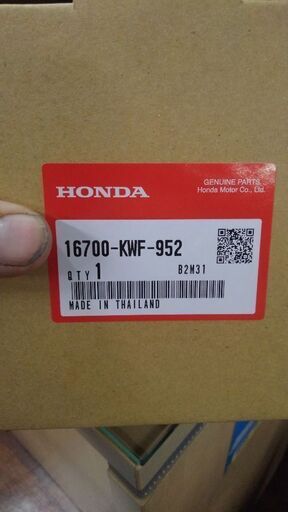 GENUINE PARTS
Honda Motor Co., Ltd.
HONDA
16700-KWF-952
QTY 1
B2M31
MADE IN THAILAND